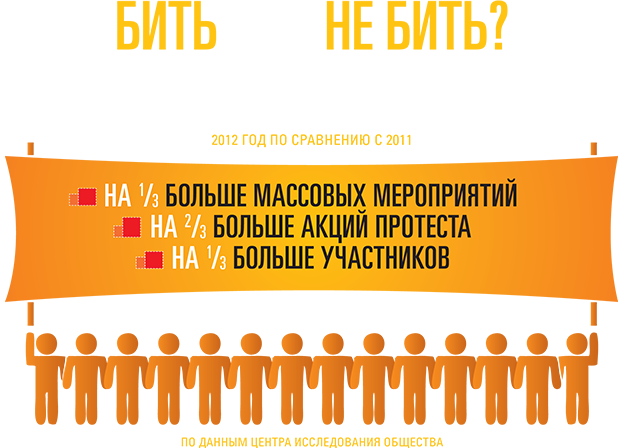 БИТЬ НЕ БИТЬ?
2012 ГОД ПО СРАВНЕНИЮ С 2011
НА 1/3 БОЛЬШЕ МАССОВЫХ МЕРОПРИЯТИЙ
НА 2/3 БОЛЬШЕ АКЦИЙ ПРОТЕСТА
НА 1/3 БОЛЬШЕ УЧАСТНИКОВ
ПО ДАННЫМ ЦЕНТРА ИССЛЕДОВАНИЯ ОБЩЕСТВА